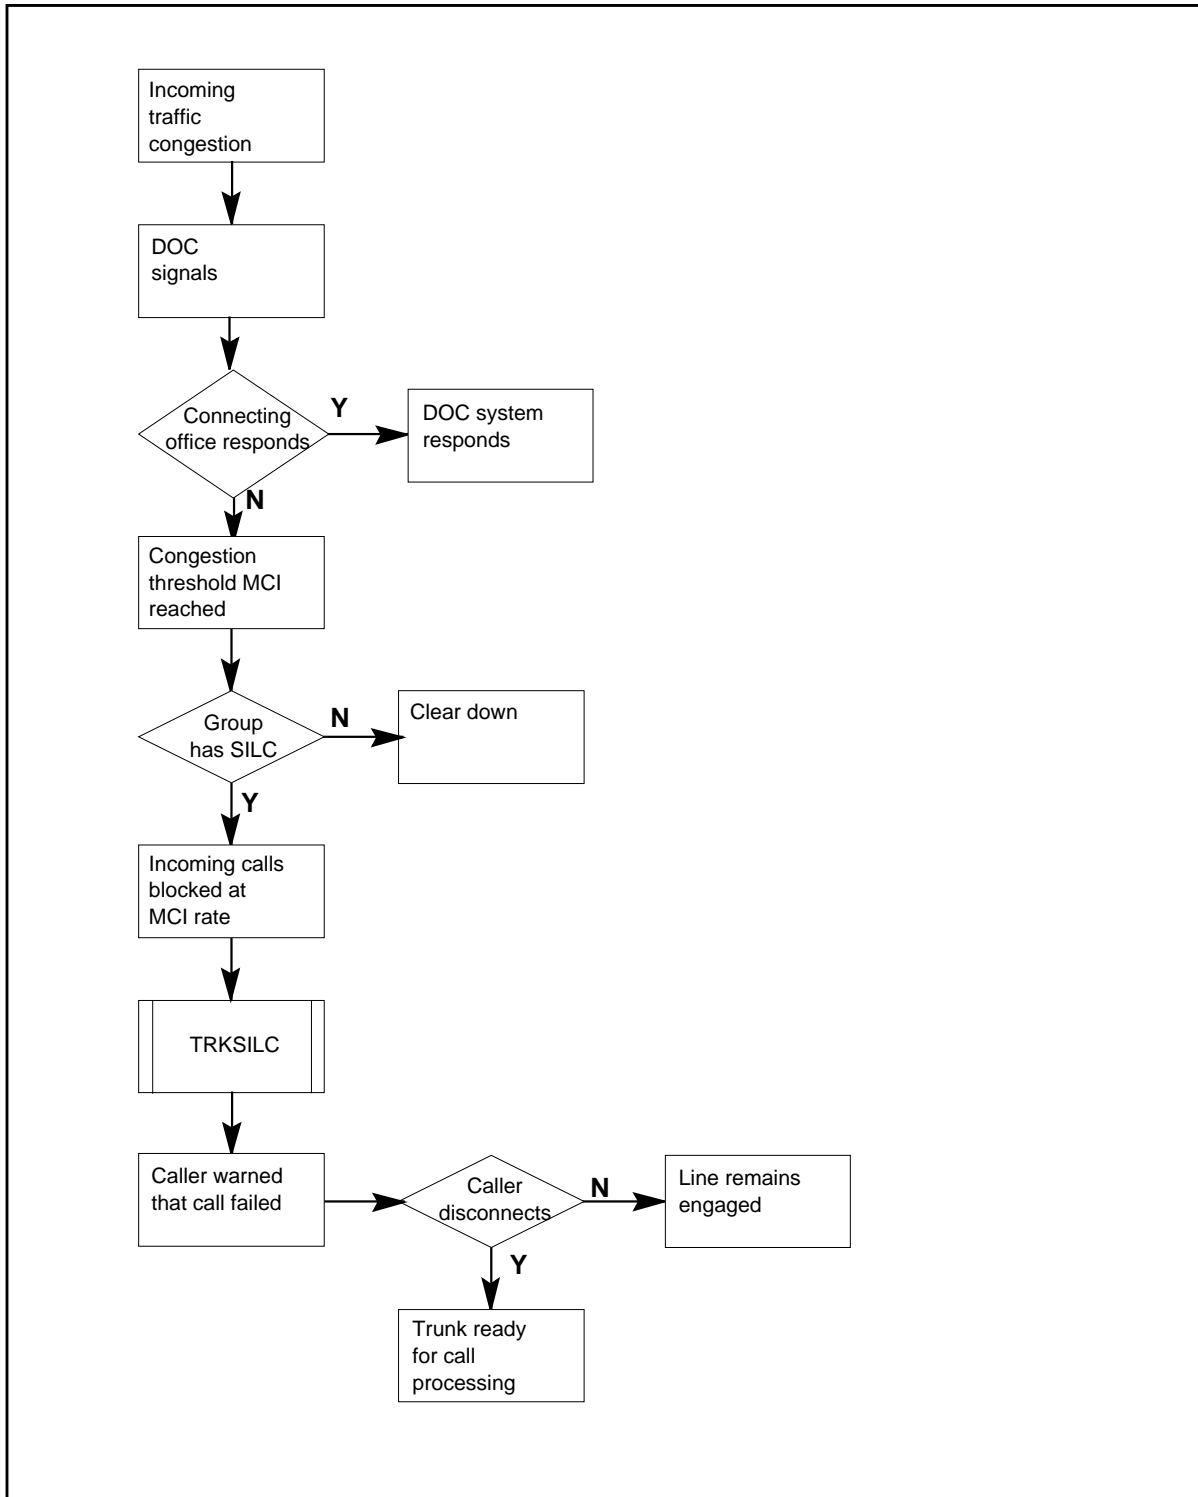 Incoming
traffic
congestion
DOC
signals
Connecting
office responds
Y
DOC system
responds
N
Congestion
threshold MCI
reached
Group
has SILC
N
Clear down
Y
Incoming calls
blocked at
MCI rate
TRKSILC
Caller warned
that call failed
Caller
disconnects
N
Line remains
engaged
Y
Trunk ready
for call
processing